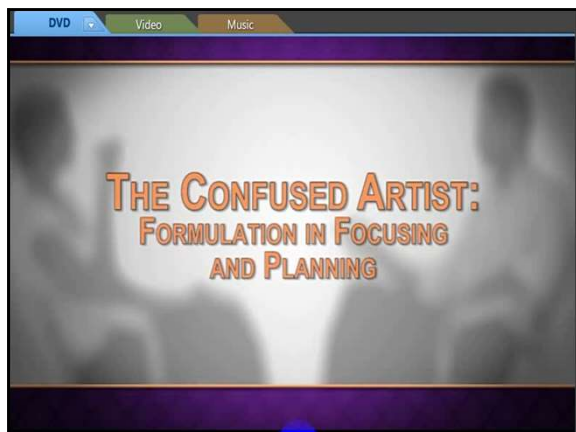 DVD Video Music
THE CONFUSED ARTIST:
FORMULATION IN FOCUSING
AND PLANNING